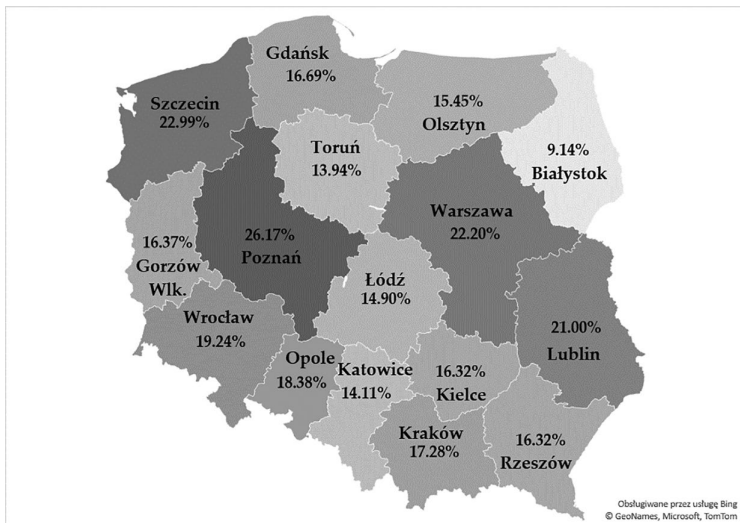 Gdańsk
16.69%
Szczecin
22.99%
15.45%
Olsztyn
Toruń
13.94%
9.14%
Białystok
Warszawa
22.20%
26.17%
Poznań
16.37%
Gorzów
Wlk.
Łódź
14.90%
Wrocław
19.24%
21.00%
Lublin
Opole
18.38%
Katowice
14.11%
16.32%
Kielce
Kraków
17.28%
16.32%
Rzeszów
Obsługiwane przez usługę Bing
© GeoNames, Microsoft, TomTom